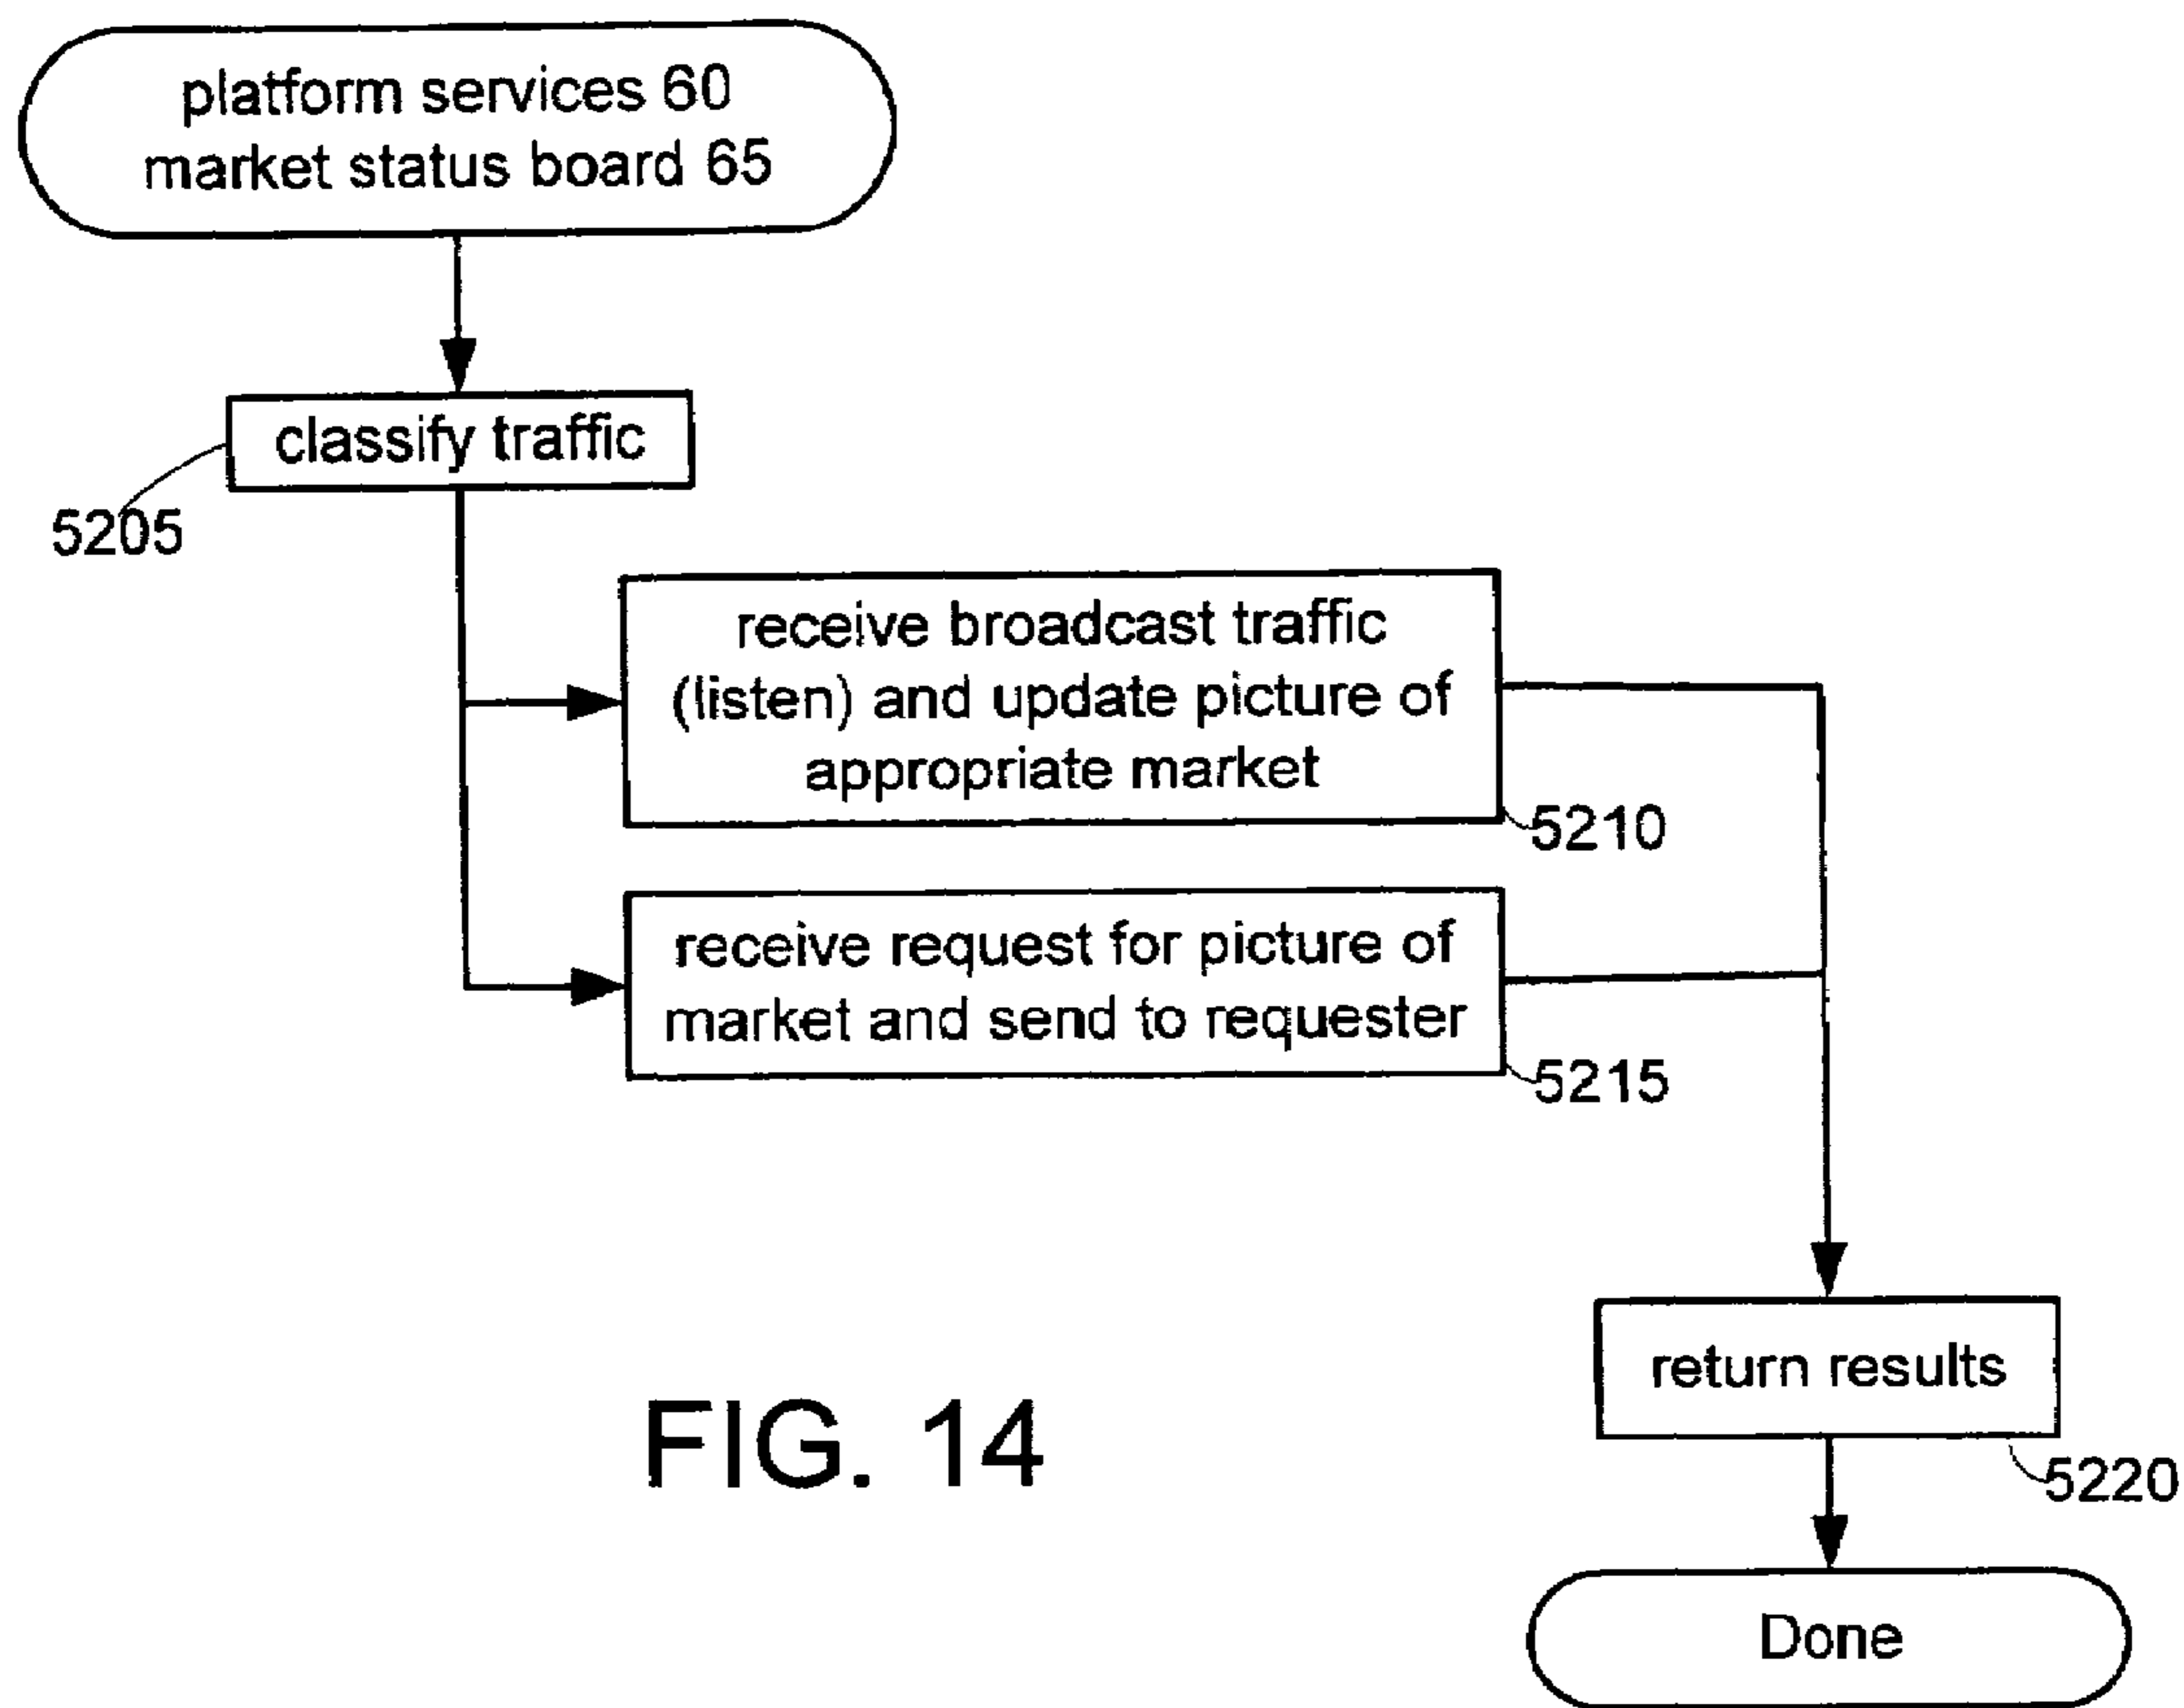 platform services 60
market status board 65
classify traffic
5205
receive broadcast traffic
(listen) and update picture of
appropriate market
5210
receive request for picture of
market and send to requester
5215
return results
5220
FIG. 14
Done